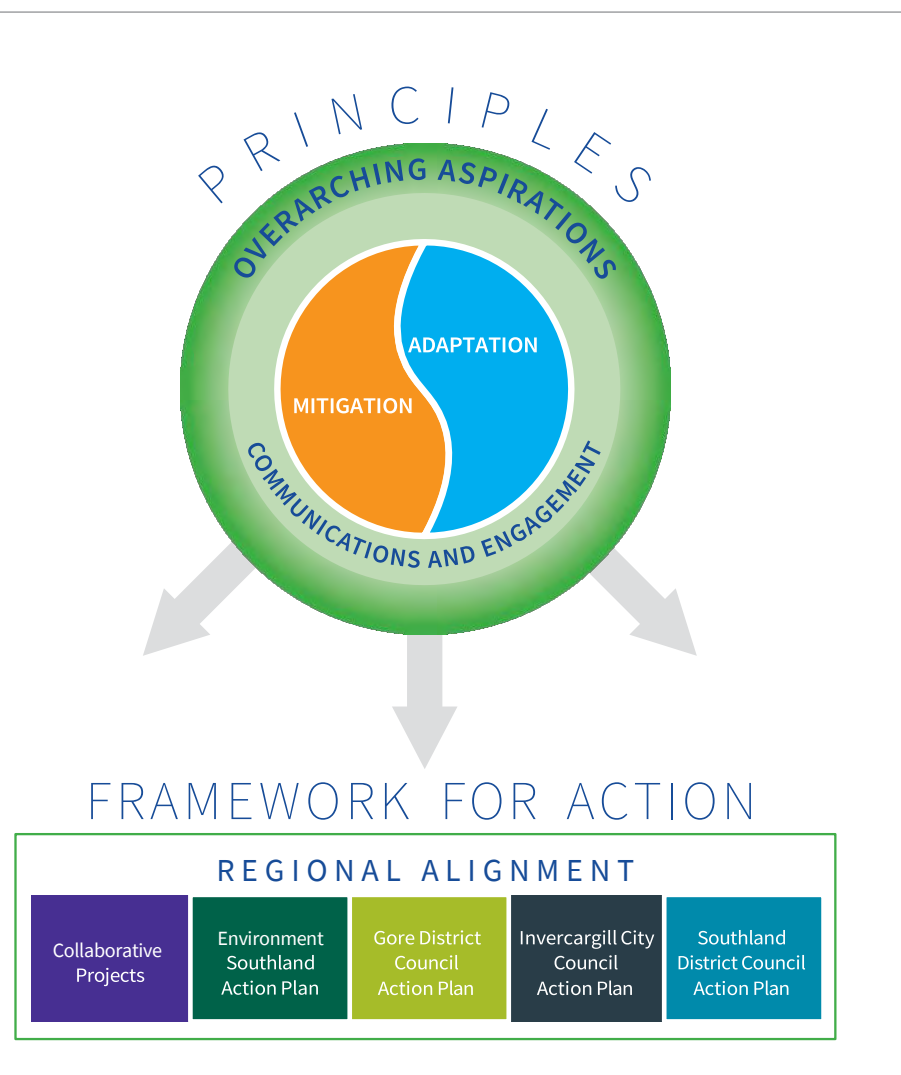 PRINCIPLES
OVERARCHING ASPIRATIONS
ADAPTATION
MITIGATION
COMMUNICATIONS AND ENGAGEMENT
FRAMEWORK FOR ACTION
REGIONAL ALIGNMENT
Collaborative
Projects
Environment
Southland
Action Plan
Gore District
Council
Action Plan
Invercargill City
Council
Action Plan
Southland
District Council
Action Plan